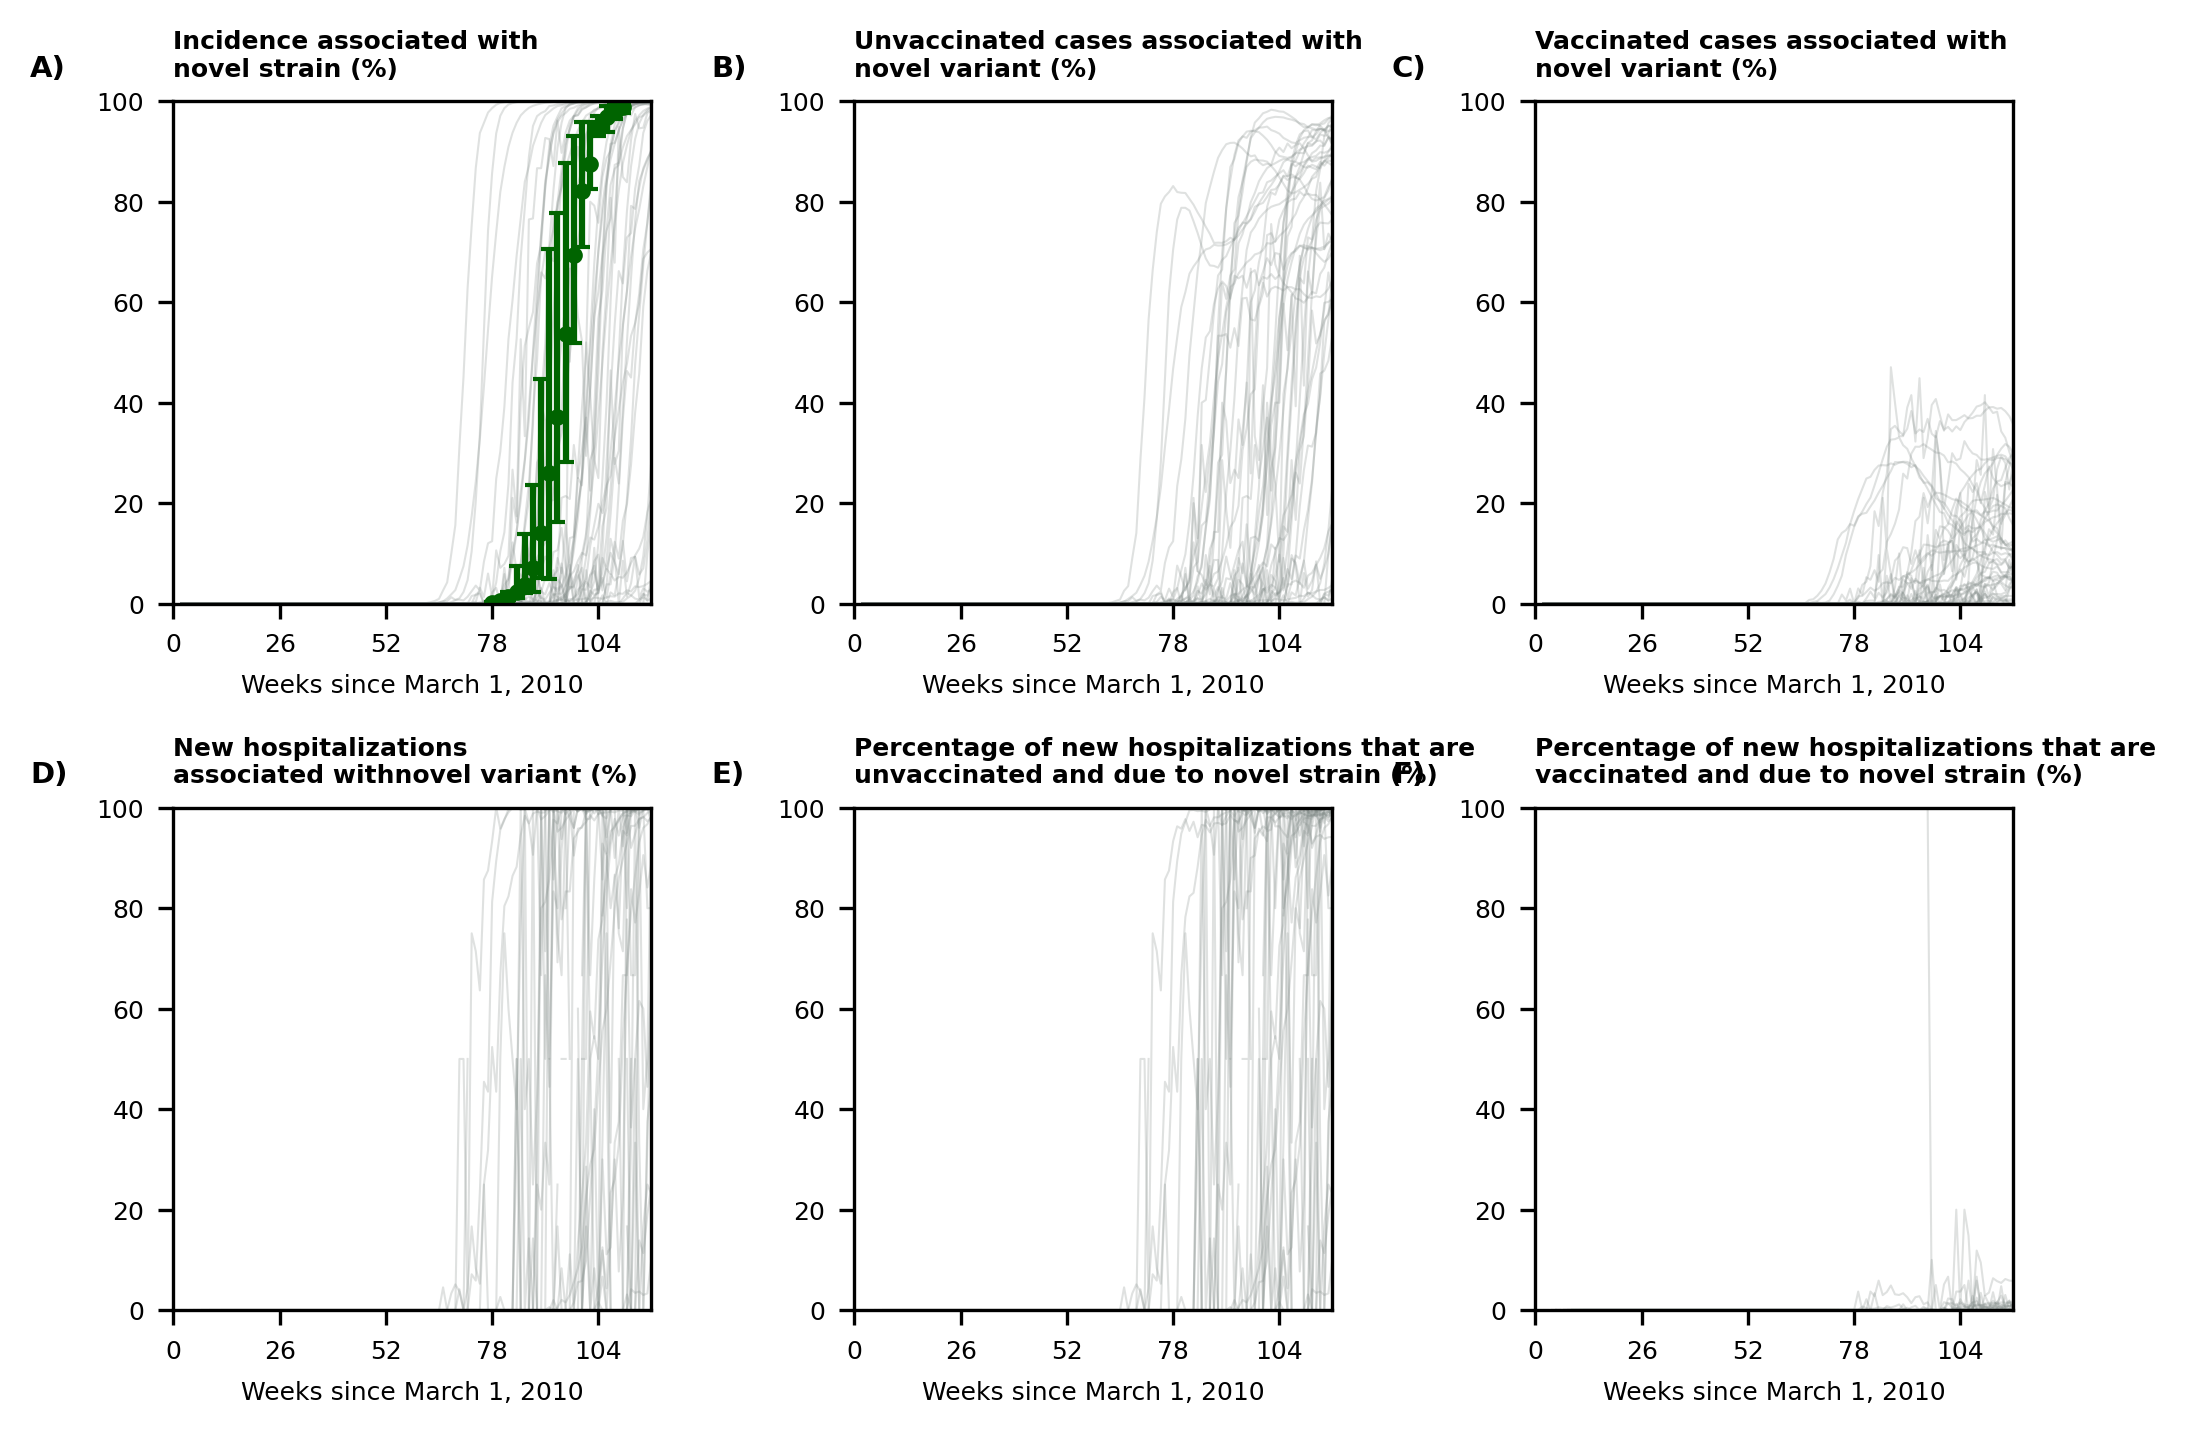 A)
Incidence associated with
novel strain (%)
100
80
60
40
20
0
0 26 52 78 104
Weeks since March 1, 2010
B)
Unvaccinated cases associated with
novel variant (%)
100
80
60
40
20
0
0 26 52 78 104
Weeks since March 1, 2010
C)
Vaccinated cases associated with
novel variant (%)
100
80
60
40
20
0
0 26 52 78 104
Weeks since March 1, 2010
D)
New hospitalizations
associated withnovel variant (%)
100
80
60
40
20
0
0 26 52 78 104
Weeks since March 1, 2010
E)
Percentage of new hospitalizations that are
unvaccinated and due to novel strain (%)
100
80
60
40
20
0
0 26 52 78 104
Weeks since March 1, 2010
F)
Percentage of new hospitalizations that are
vaccinated and due to novel strain (%)
100
80
60
40
20
0
0 26 52 78 104
Weeks since March 1, 2010